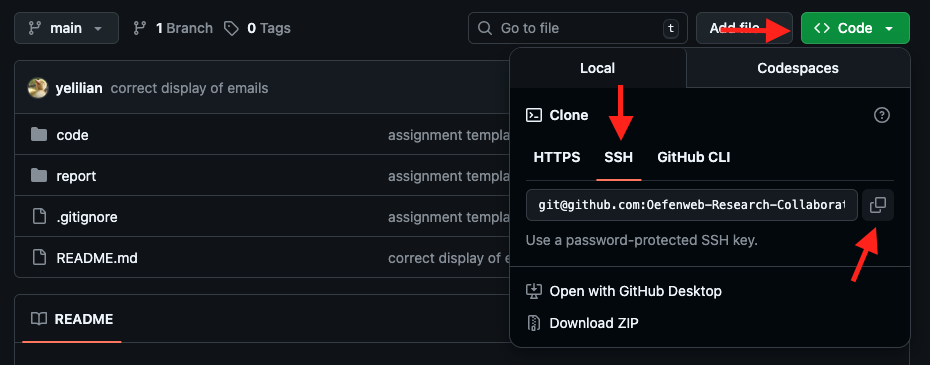 main
1 Branch
0 Tags
Go to file
t
Add file
Code
yelilian correct display of emails
code
assignment templa
report
assignment templa
.gitignore
assignment templa
README.md
correct display of e
README
Local
Codespaces
Clone
HTTPS
SSH
GitHub CLI
git@github.com:Oefenweb-Research-Collaborat
Use a password-protected SSH key.
Open with GitHub Desktop
Download ZIP